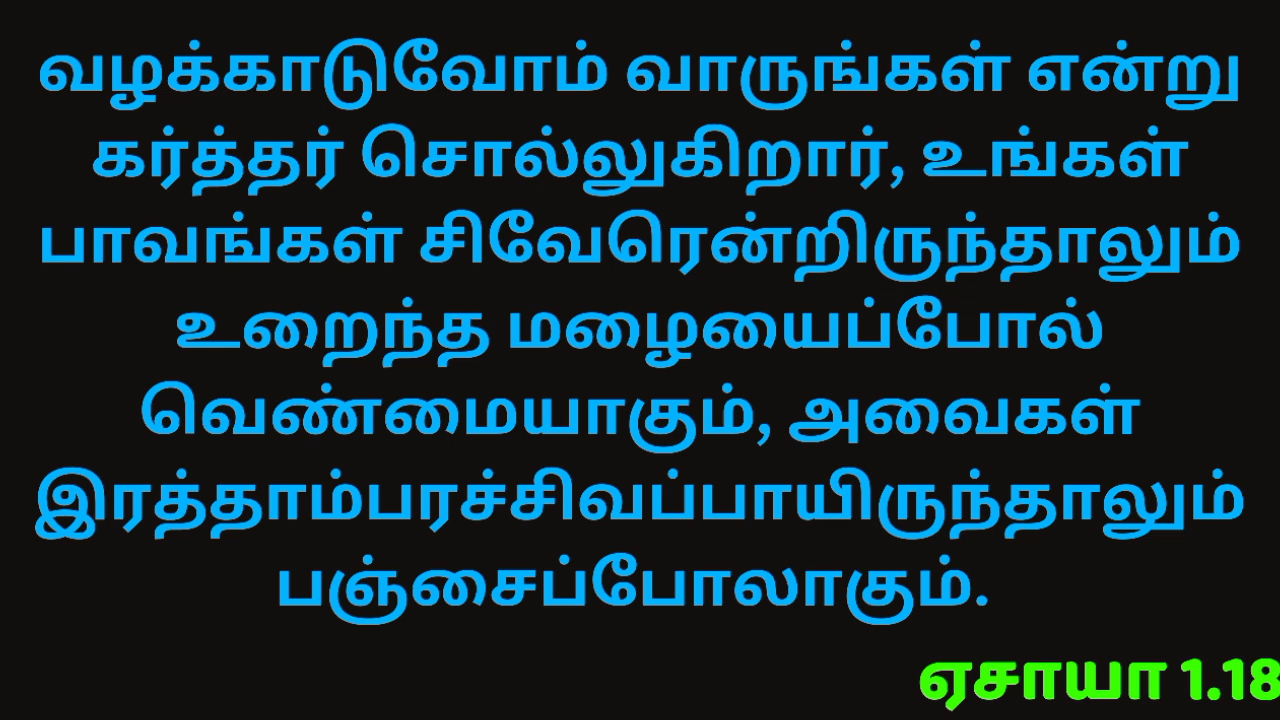 வழக்காடுவோம் வாருங்கள் என்று
கர்த்தர் சொல்லுகிறார், உங்கள்
பாவங்கள் சிவேரென்றிருந்தாலும்
உறைந்த மழையைப்போல்
வெண்மையாகும், அவைகள்
இரத்தாம்பரச்சிவப்பாயிருந்தாலும்
பஞ்சைப்போலாகும்.
ஏசாயா 1.18